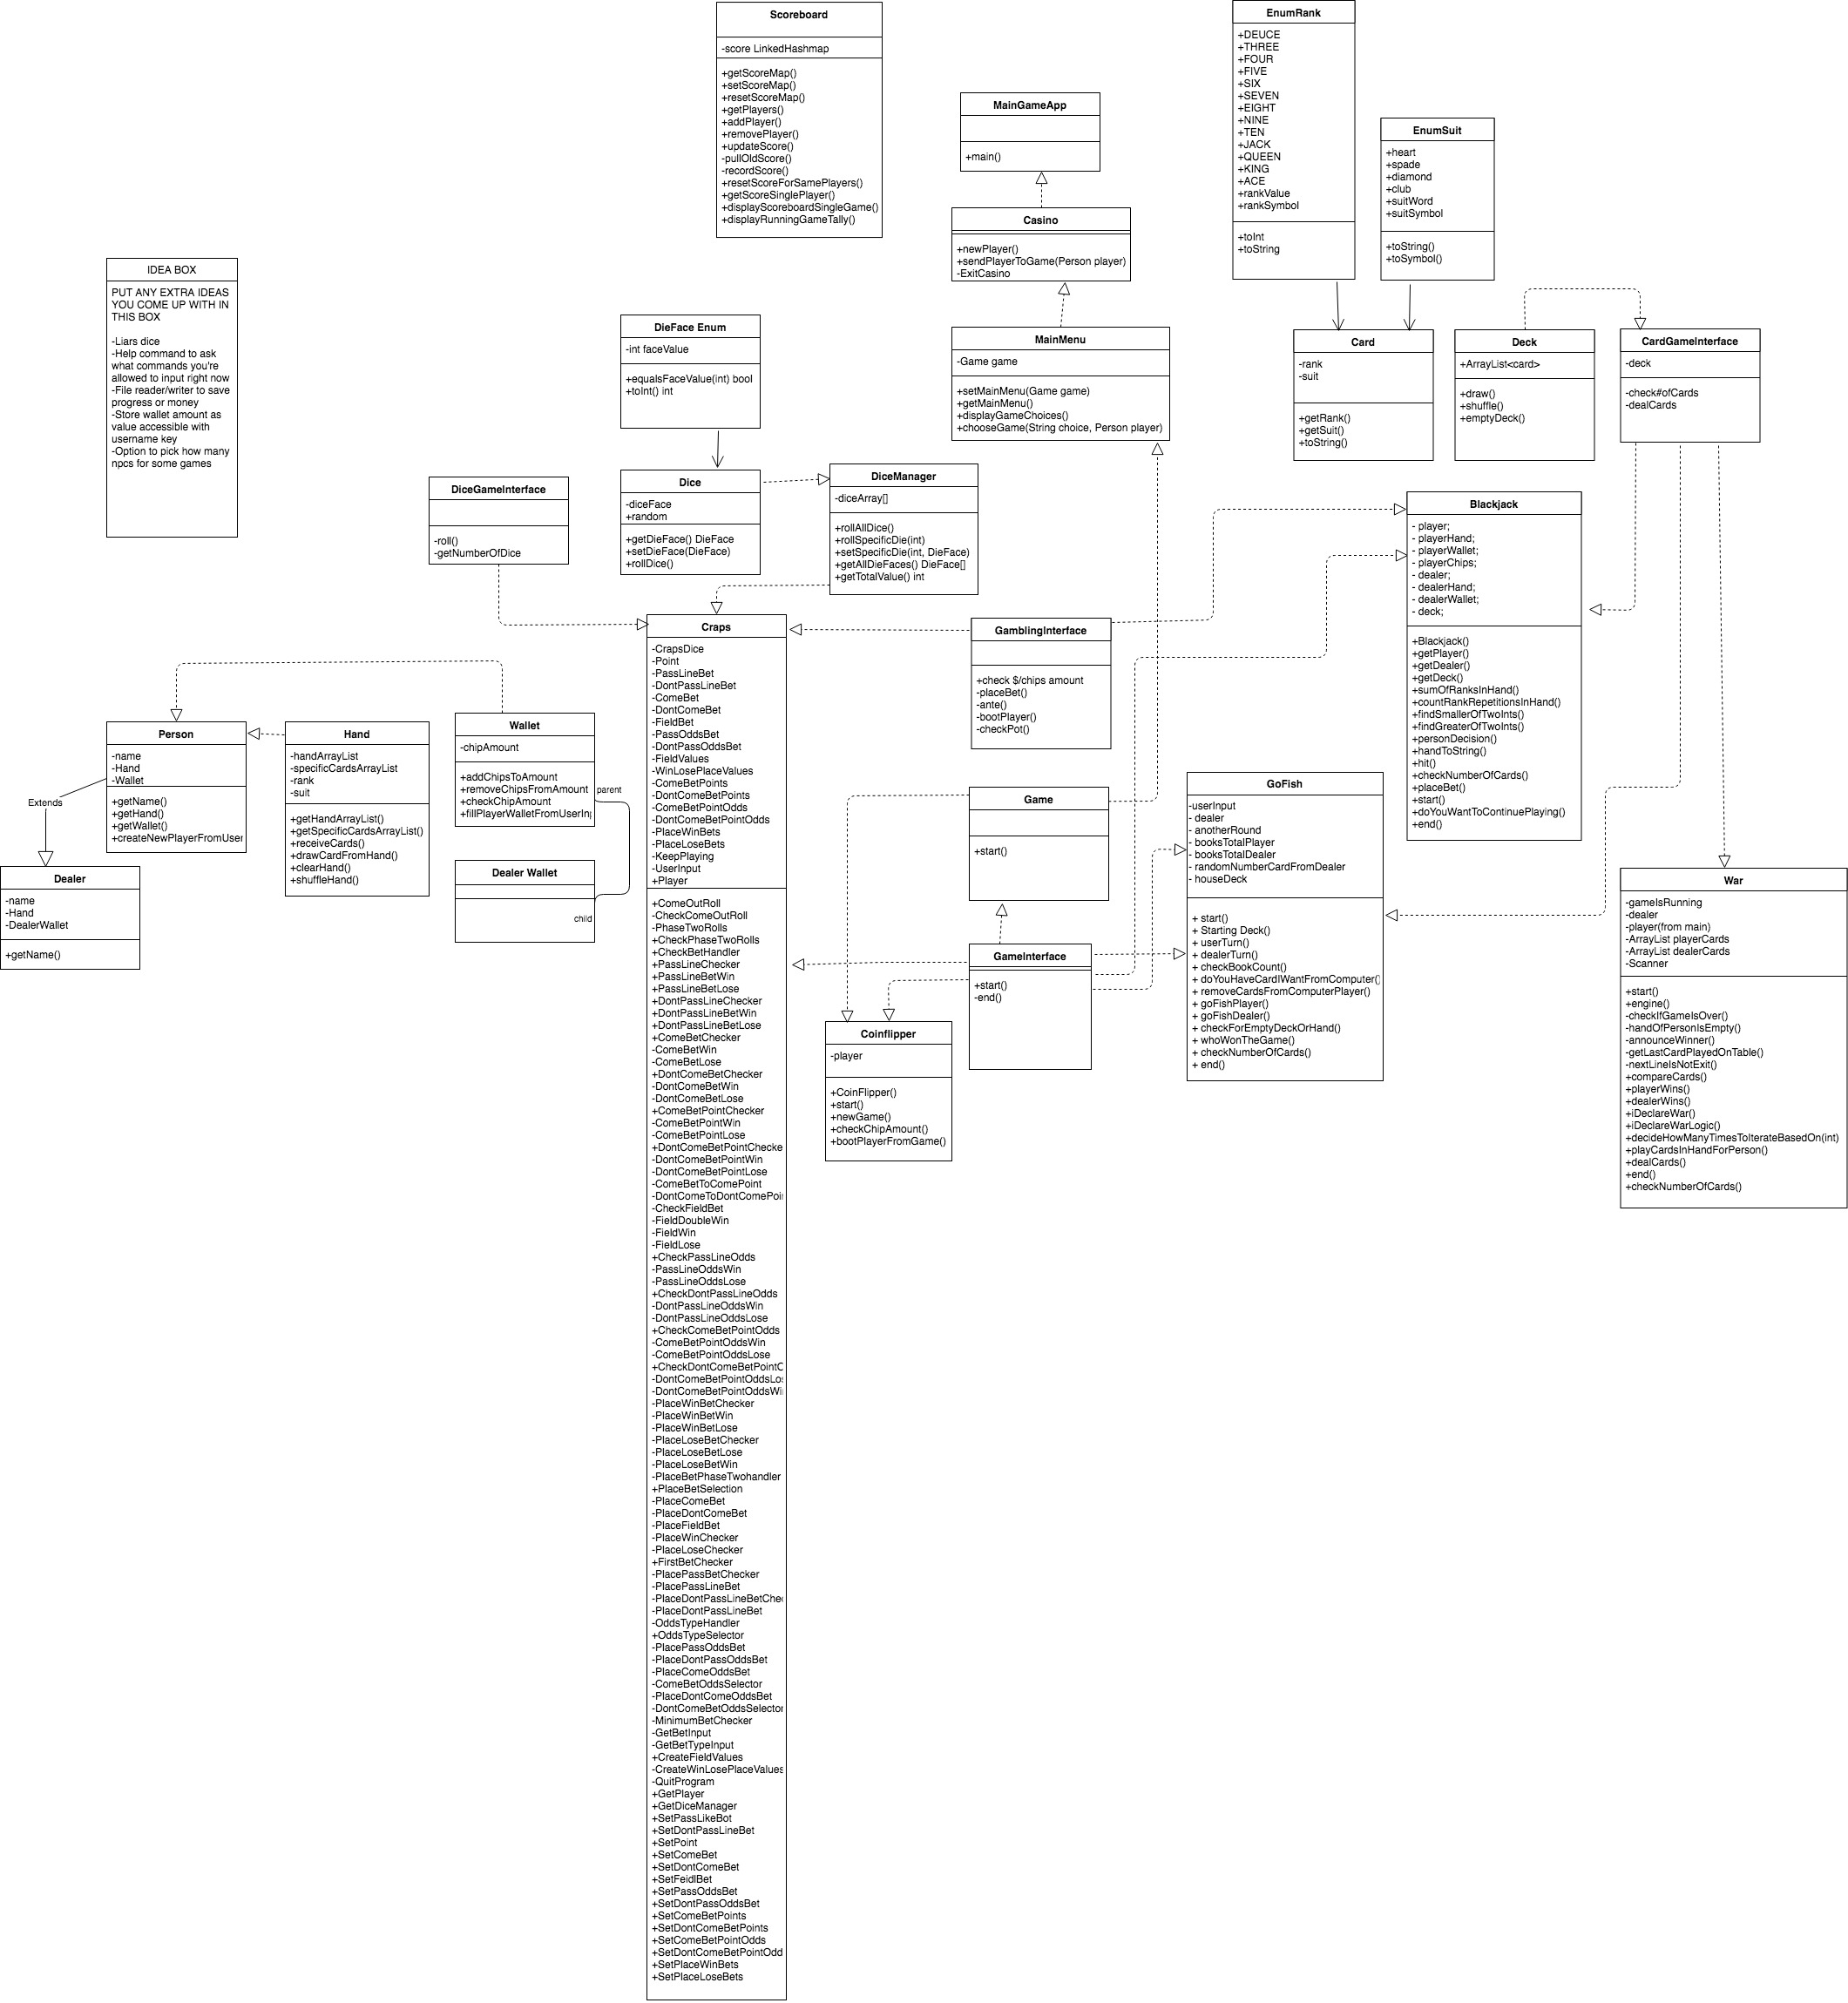 Scoreboard
-score LinkedHashmap
+getScoreMap()
+setScoreMap()
+resetScoreMap()
+getPlayers()
+addPlayer()
+removePlayer()
+updateScore()
-pullOldScore()
-recordScore()
+resetScoreForSamePlayers()
+getScoreSinglePlayer()
+displayScoreboardSingleGame()
+displayRunningGameTally()
MainGameApp
+main()
Casino
+newPlayer()
+sendPlayerToGame(Person player)
-ExitCasino
MainMenu
-Game game
+setMainMenu(Game game)
+getMainMenu()
+displayGameChoices()
+chooseGame(String choice, Person player)
EnumRank
+DEUCE
+THREE
+FOUR
+FIVE
+SIX
+SEVEN
+EIGHT
+NINE
+TEN
+JACK
+QUEEN
+KING
+ACE
+rankValue
+rankSymbol
+toInt
+toString
EnumSuit
+heart
+spade
+diamond
+club
+suitWord
+suitSymbol
+toString()
+toSymbol()
Card
-rank
-suit
+getRank()
+getSuit()
+toString()
Deck
+ArrayList<card>
+draw()
+shuffle()
+emptyDeck()
CardGameInterface
-deck
-check#ofCards
-dealCards
IDEA BOX
PUT ANY EXTRA IDEAS
YOU COME UP WITH IN
THIS BOX
-Liars dice
-Help command to ask
what commands you're
allowed to input right now
-File reader/writer to save
progress or money
-Store wallet amount as
value accessible with
username key
-Option to pick how many
npcs for some games
DieFace Enum
-int faceValue
+equalsFaceValue(int) bool
+toInt() int
DiceGameInterface
-roll()
-getNumberOfDice
Dice
-diceFace
+random
+getDieFace() DieFace
+setDieFace(DieFace)
+rollDice()
DiceManager
-diceArray[]
+rollAllDice()
+rollSpecificDie(int)
+setSpecificDie(int, DieFace)
+getAllDieFaces() DieFace[]
+getTotalValue() int
Blackjack
- player;
- playerHand;
- playerWallet;
- playerChips;
- dealer;
- dealerHand;
- dealerWallet;
- deck;
+Blackjack()
+getPlayer()
+getDealer()
+getDeck()
+sumOfRanksInHand()
+countRankRepetitionsInHand()
+findSmallerOfTwoInts()
+findGreaterOfTwoInts()
+personDecision()
+handToString()
+hit()
+checkNumberOfCards()
+placeBet()
+start()
+doYouWantToContinuePlaying()
+end()
GamblingInterface
+check $/chips amount
-placeBet()
-ante()
-bootPlayer()
-checkPot()
Person
-name
-Hand
-Wallet
+getName()
+getHand()
+getWallet()
+createNewPlayerFromUser
Extends
Hand
-handArrayList
-specificCardsArrayList
-rank
-suit
+getHandArrayList()
+getSpecificCardsArrayList()
+receiveCards()
+drawCardFromHand()
+clearHand()
+shuffleHand()
Wallet
-chipAmount
+addChipsToAmount
+removeChipsFromAmount
+checkChipAmount
+fillPlayerWalletFromUserInp
parent
Dealer Wallet
child
Dealer
-name
-Hand
-DealerWallet
+getName()
Craps
-CrapsDice
-Point
-PassLineBet
-DontPassLineBet
-ComeBet
-DontComeBet
-FieldBet
-PassOddsBet
-DontPassOddsBet
-FieldValues
-WinLosePlaceValues
-ComeBetPoints
-DontComeBetPoints
-ComeBetPointOdds
-DontComeBetPointOdds
-PlaceWinBets
-PlaceLoseBets
-KeepPlaying
-UserInput
+Player
+ComeOutRoll
-CheckComeOutRoll
-PhaseTwoRolls
+CheckPhaseTwoRolls
+CheckBetHandler
+PassLineChecker
+PassLineBetWin
+PassLineBetLose
+DontPassLineChecker
+DontPassLineBetWin
+DontPassLineBetLose
+ComeBetChecker
-ComeBetWin
-ComeBetLose
+DontComeBetChecker
-DontComeBetWin
-DontComeBetLose
+ComeBetPointChecker
-ComeBetPointWin
-ComeBetPointLose
+DontComeBetPointChecke
-DontComeBetPointWin
-DontComeBetPointLose
-ComeBetToComePoint
-DontComeToDontComePoi
-CheckFieldBet
-FieldDoubleWin
-FieldWin
-FieldLose
+CheckPassLineOdds
-PassLineOddsWin
-PassLineOddsLose
+CheckDontPassLineOdds
-DontPassLineOddsWin
-DontPassLineOddsLose
+CheckComeBetPointOdds
-ComeBetPointOddsWin
-ComeBetPointOddsLose
+CheckDontComeBetPointO
-DontComeBetPointOddsLos
-DontComeBetPointOddsWi
-PlaceWinBetChecker
-PlaceWinBetWin
-PlaceWinBetLose
-PlaceLoseBetChecker
-PlaceLoseBetLose
-PlaceLoseBetWin
-PlaceBetPhaseTwohandler
+PlaceBetSelection
-PlaceComeBet
-PlaceDontComeBet
-PlaceFieldBet
-PlaceWinChecker
-PlaceLoseChecker
+FirstBetChecker
-PlacePassBetChecker
-PlacePassLineBet
-PlaceDontPassLineBetChec
-PlaceDontPassLineBet
-OddsTypeHandler
+OddsTypeSelector
-PlacePassOddsBet
-PlaceDontPassOddsBet
-PlaceComeOddsBet
-ComeBetOddsSelector
-PlaceDontComeOddsBet
-DontComeBetOddsSelector
-MinimumBetChecker
-GetBetInput
-GetBetTypeInput
+CreateFieldValues
-CreateWinLosePlaceValues
-QuitProgram
+GetPlayer
+GetDiceManager
+SetPassLikeBot
+SetDontPassLineBet
+SetPoint
+SetComeBet
+SetDontComeBet
+SetFeidlBet
+SetPassOddsBet
+SetDontPassOddsBet
+SetComeBetPoints
+SetDontComeBetPoints
+SetComeBetPointOdds
+SetDontComeBetPointOdd
+SetPlaceWinBets
+SetPlaceLoseBets
Game
+start()
GameInterface
+start()
-end()
Coinflipper
-player
+CoinFlipper()
+start()
+newGame()
+checkChipAmount()
+bootPlayerFromGame()
GoFish
-userInput
- dealer
- anotherRound
- booksTotalPlayer
- booksTotalDealer
- randomNumberCardFromDealer
- houseDeck
+ start()
+ Starting Deck()
+ userTurn()
+ dealerTurn()
+ checkBookCount()
+ doYouHaveCardIWantFromComputer()
+ removeCardsFromComputerPlayer()
+ goFishPlayer()
+ goFishDealer()
+ checkForEmptyDeckOrHand()
+ whoWonTheGame()
+ checkNumberOfCards()
+ end()
War
-gameIsRunning
-dealer
-player(from main)
-ArrayList playerCards
-ArrayList dealerCards
-Scanner
+start()
+engine()
-checkIfGameIsOver()
-handOfPersonIsEmpty()
-announceWinner()
-getLastCardPlayedOnTable()
-nextLineIsNotExit()
+compareCards()
+playerWins()
+dealerWins()
+iDeclareWar()
+iDeclareWarLogic()
+decideHowManyTimesToIterateBasedOn(int)
+playCardsInHandForPerson()
+dealCards()
+end()
+checkNumberOfCards()